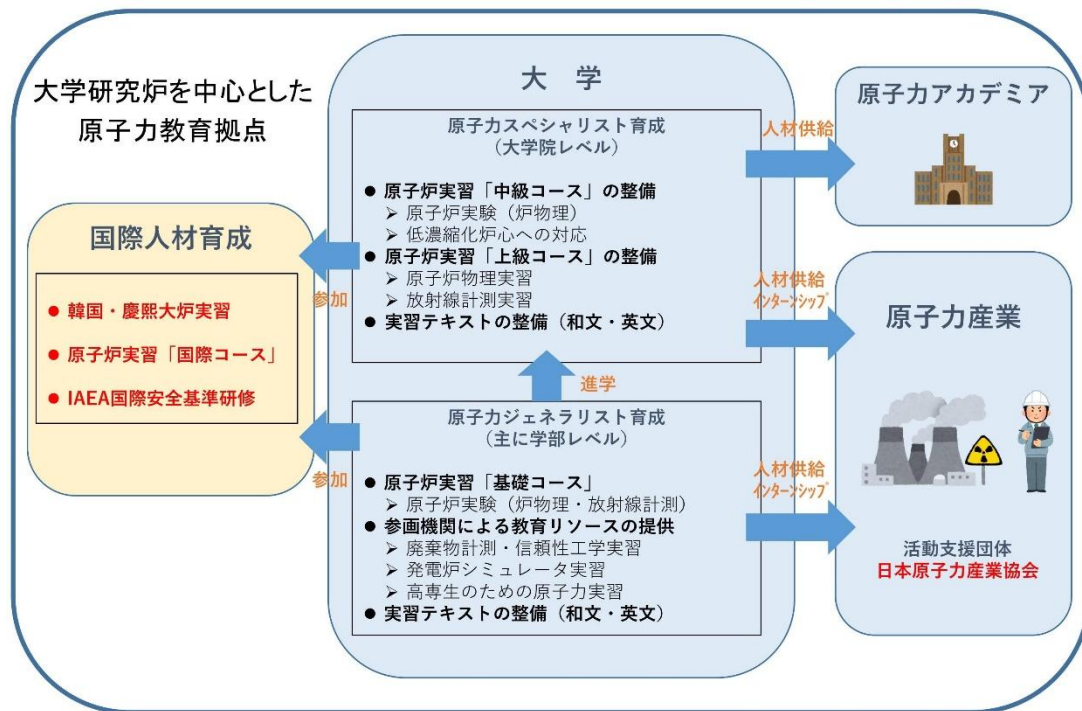 大学研究炉を中心とした
原子力教育拠点
国際人材育成
● 韓国・慶熙大炉実習
● 原子炉実習「国際コース」
● IAEA国際安全基準研修
参加
参加
大 学
原子力スペシャリスト育成
(大学院レベル)
● 原子炉実習「中級コース」の整備
➤ 原子炉実験（炉物理）
➤ 低濃縮化炉心への対応
● 原子炉実習「上級コース」の整備
➤ 原子炉物理実習
➤ 放射線計測実習
● 実習テキストの整備（和文・英文）
進学
原子力ジェネラリスト育成
(主に学部レベル)
● 原子炉実習「基礎コース」
➤ 原子炉実験（炉物理・放射線計測）
● 参画機関による教育リソースの提供
➤ 廃棄物計測・信頼性工学実習
➤ 発電炉シミュレータ実習
➤ 高専生のための原子力実習
● 実習テキストの整備（和文・英文）
人材供給
人材供給
インターンシップ
人材供給
インターンシップ
原子力アカデミア
原子力産業
活動支援団体
日本原子力産業協会